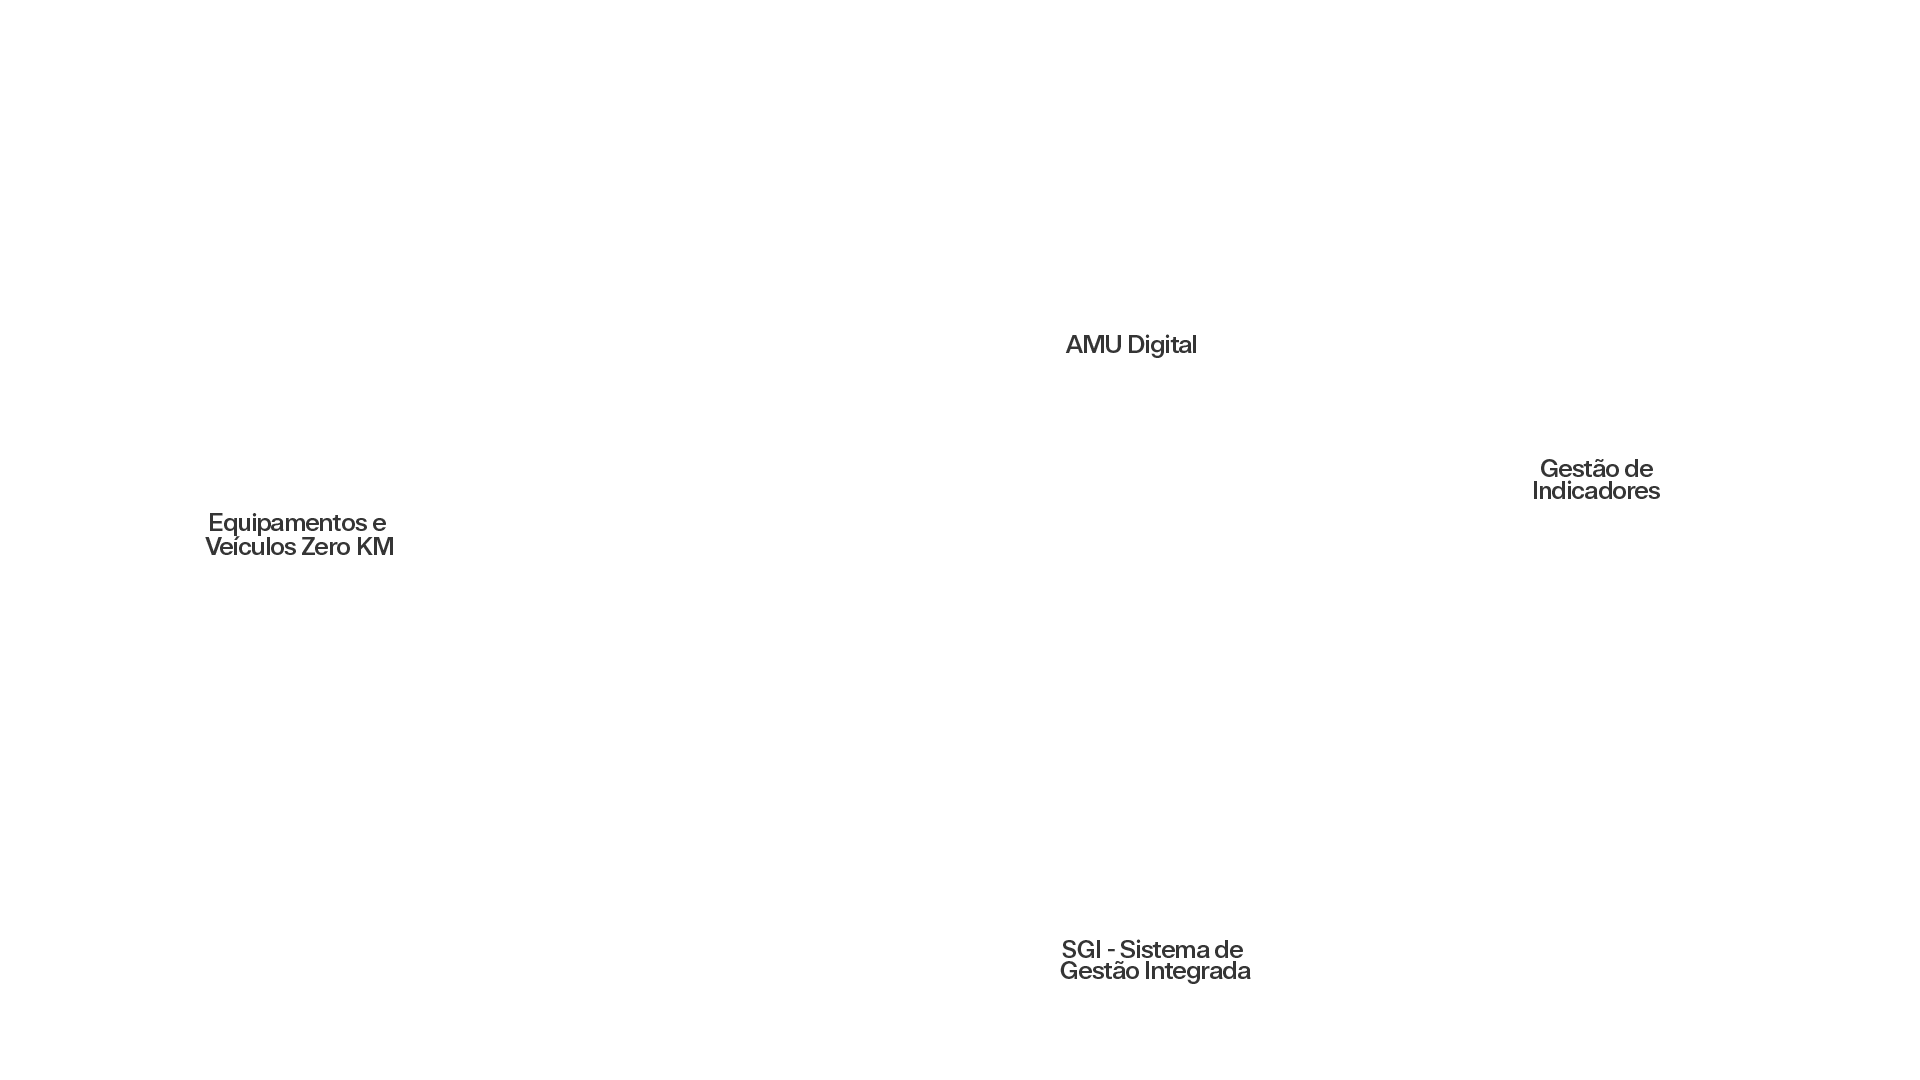 AMU Digital
Gestão de
Indicadores
Equipamentos e
Veículos Zero KM
SGI - Sistema de
Gestão Integrada